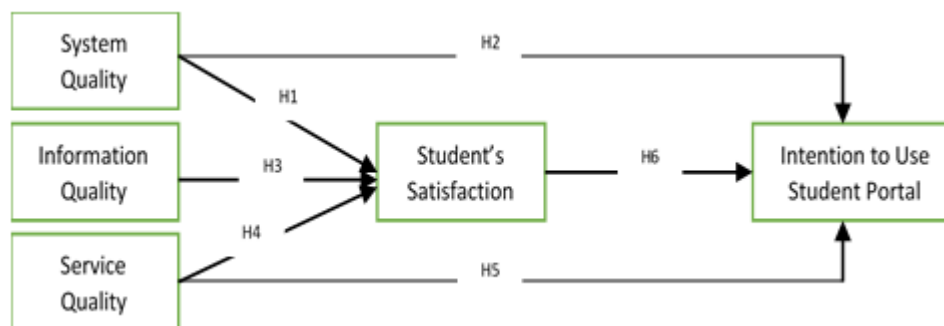 System
Quality
H2
H1
Information
Quality
H3
Student's
Satisfaction
H6
Intention to Use
Student Portal
H4
Service
Quality
H5